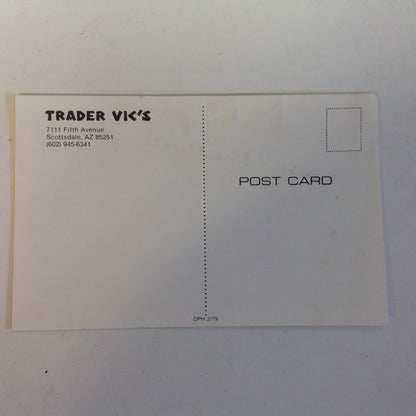 TRADER VIC'S
7111 Fifth Avenue
Scottsdale, AZ 85251
(602) 945-6341
POST CARD
DPH 2/79